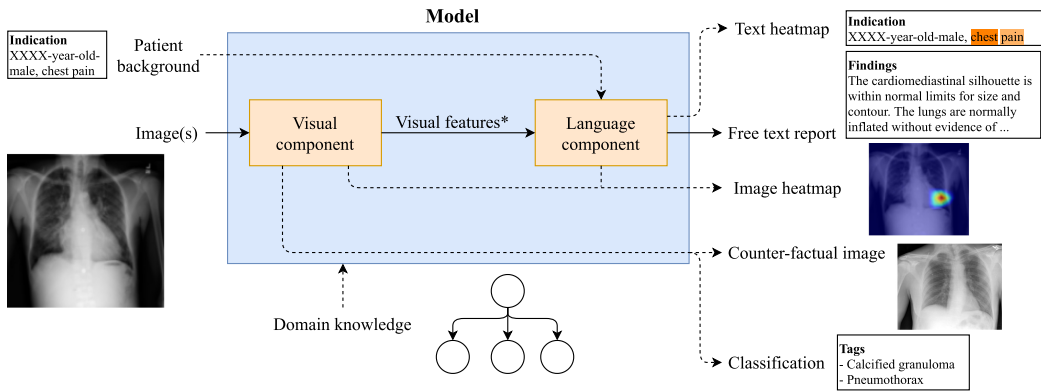 Model
Indication
XXXX-year-old-
male, chest pain
Patient
background
Image(s)
Visual
component
Visual features*
Language
component
Domain knowledge
Text heatmap
Indication
XXXX-year-old-male, chest pain
Free text report
Findings
The cardiomediastinal silhouette is
within normal limits for size and
contour. The lungs are normally
inflated without evidence of ...
Image heatmap
Counter-factual image
Classification
Tags
- Calcified granuloma
- Pneumothorax